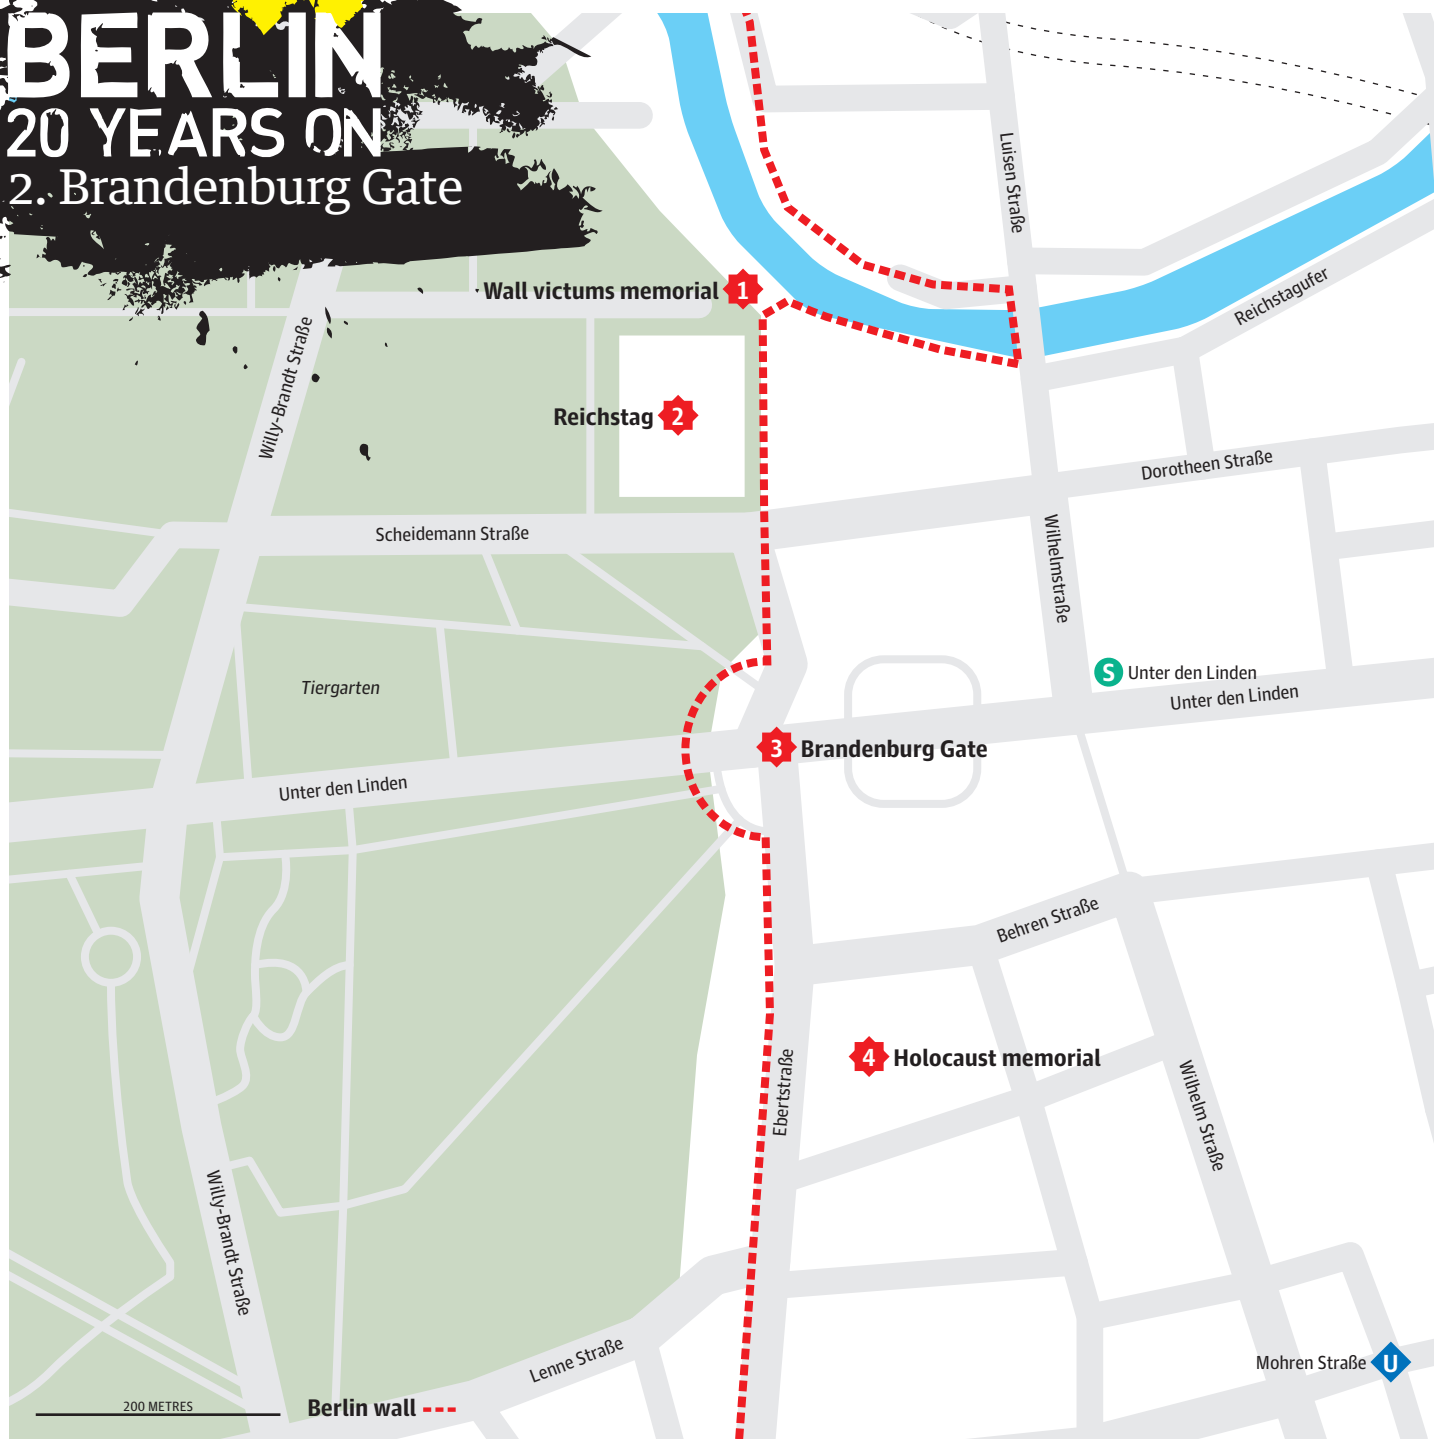 BERLIN
20 YEARS ON
2. Brandenburg Gate
Luisen Straße
Wall victums memorial 1
Reichstagufer
Willy-Brandt Straße
Reichstag 2
Dorotheen Straße
Scheidemann Straße
Wilhelmstraße
Tiergarten
S Unter den Linden
Unter den Linden
3 Brandenburg Gate
Unter den Linden
Behren Straße
4 Holocaust memorial
Ebertstraße
Wilhelm Straße
Willy-Brandt Straße
Lenne Straße
Mohren Straße U
200 METRES
Berlin wall